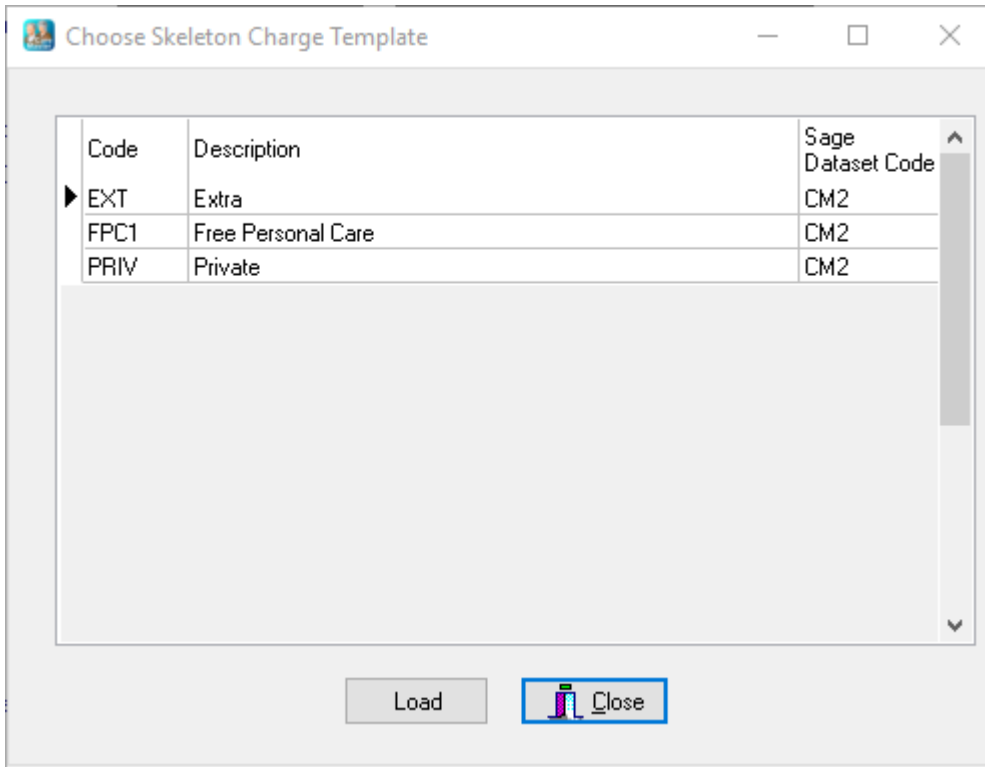 Choose Skeleton Charge Template
Code Description Sage
Dataset Code
EXT Extra CM2
FPC1 Free Personal Care CM2
PRIV Private CM2
Load Close